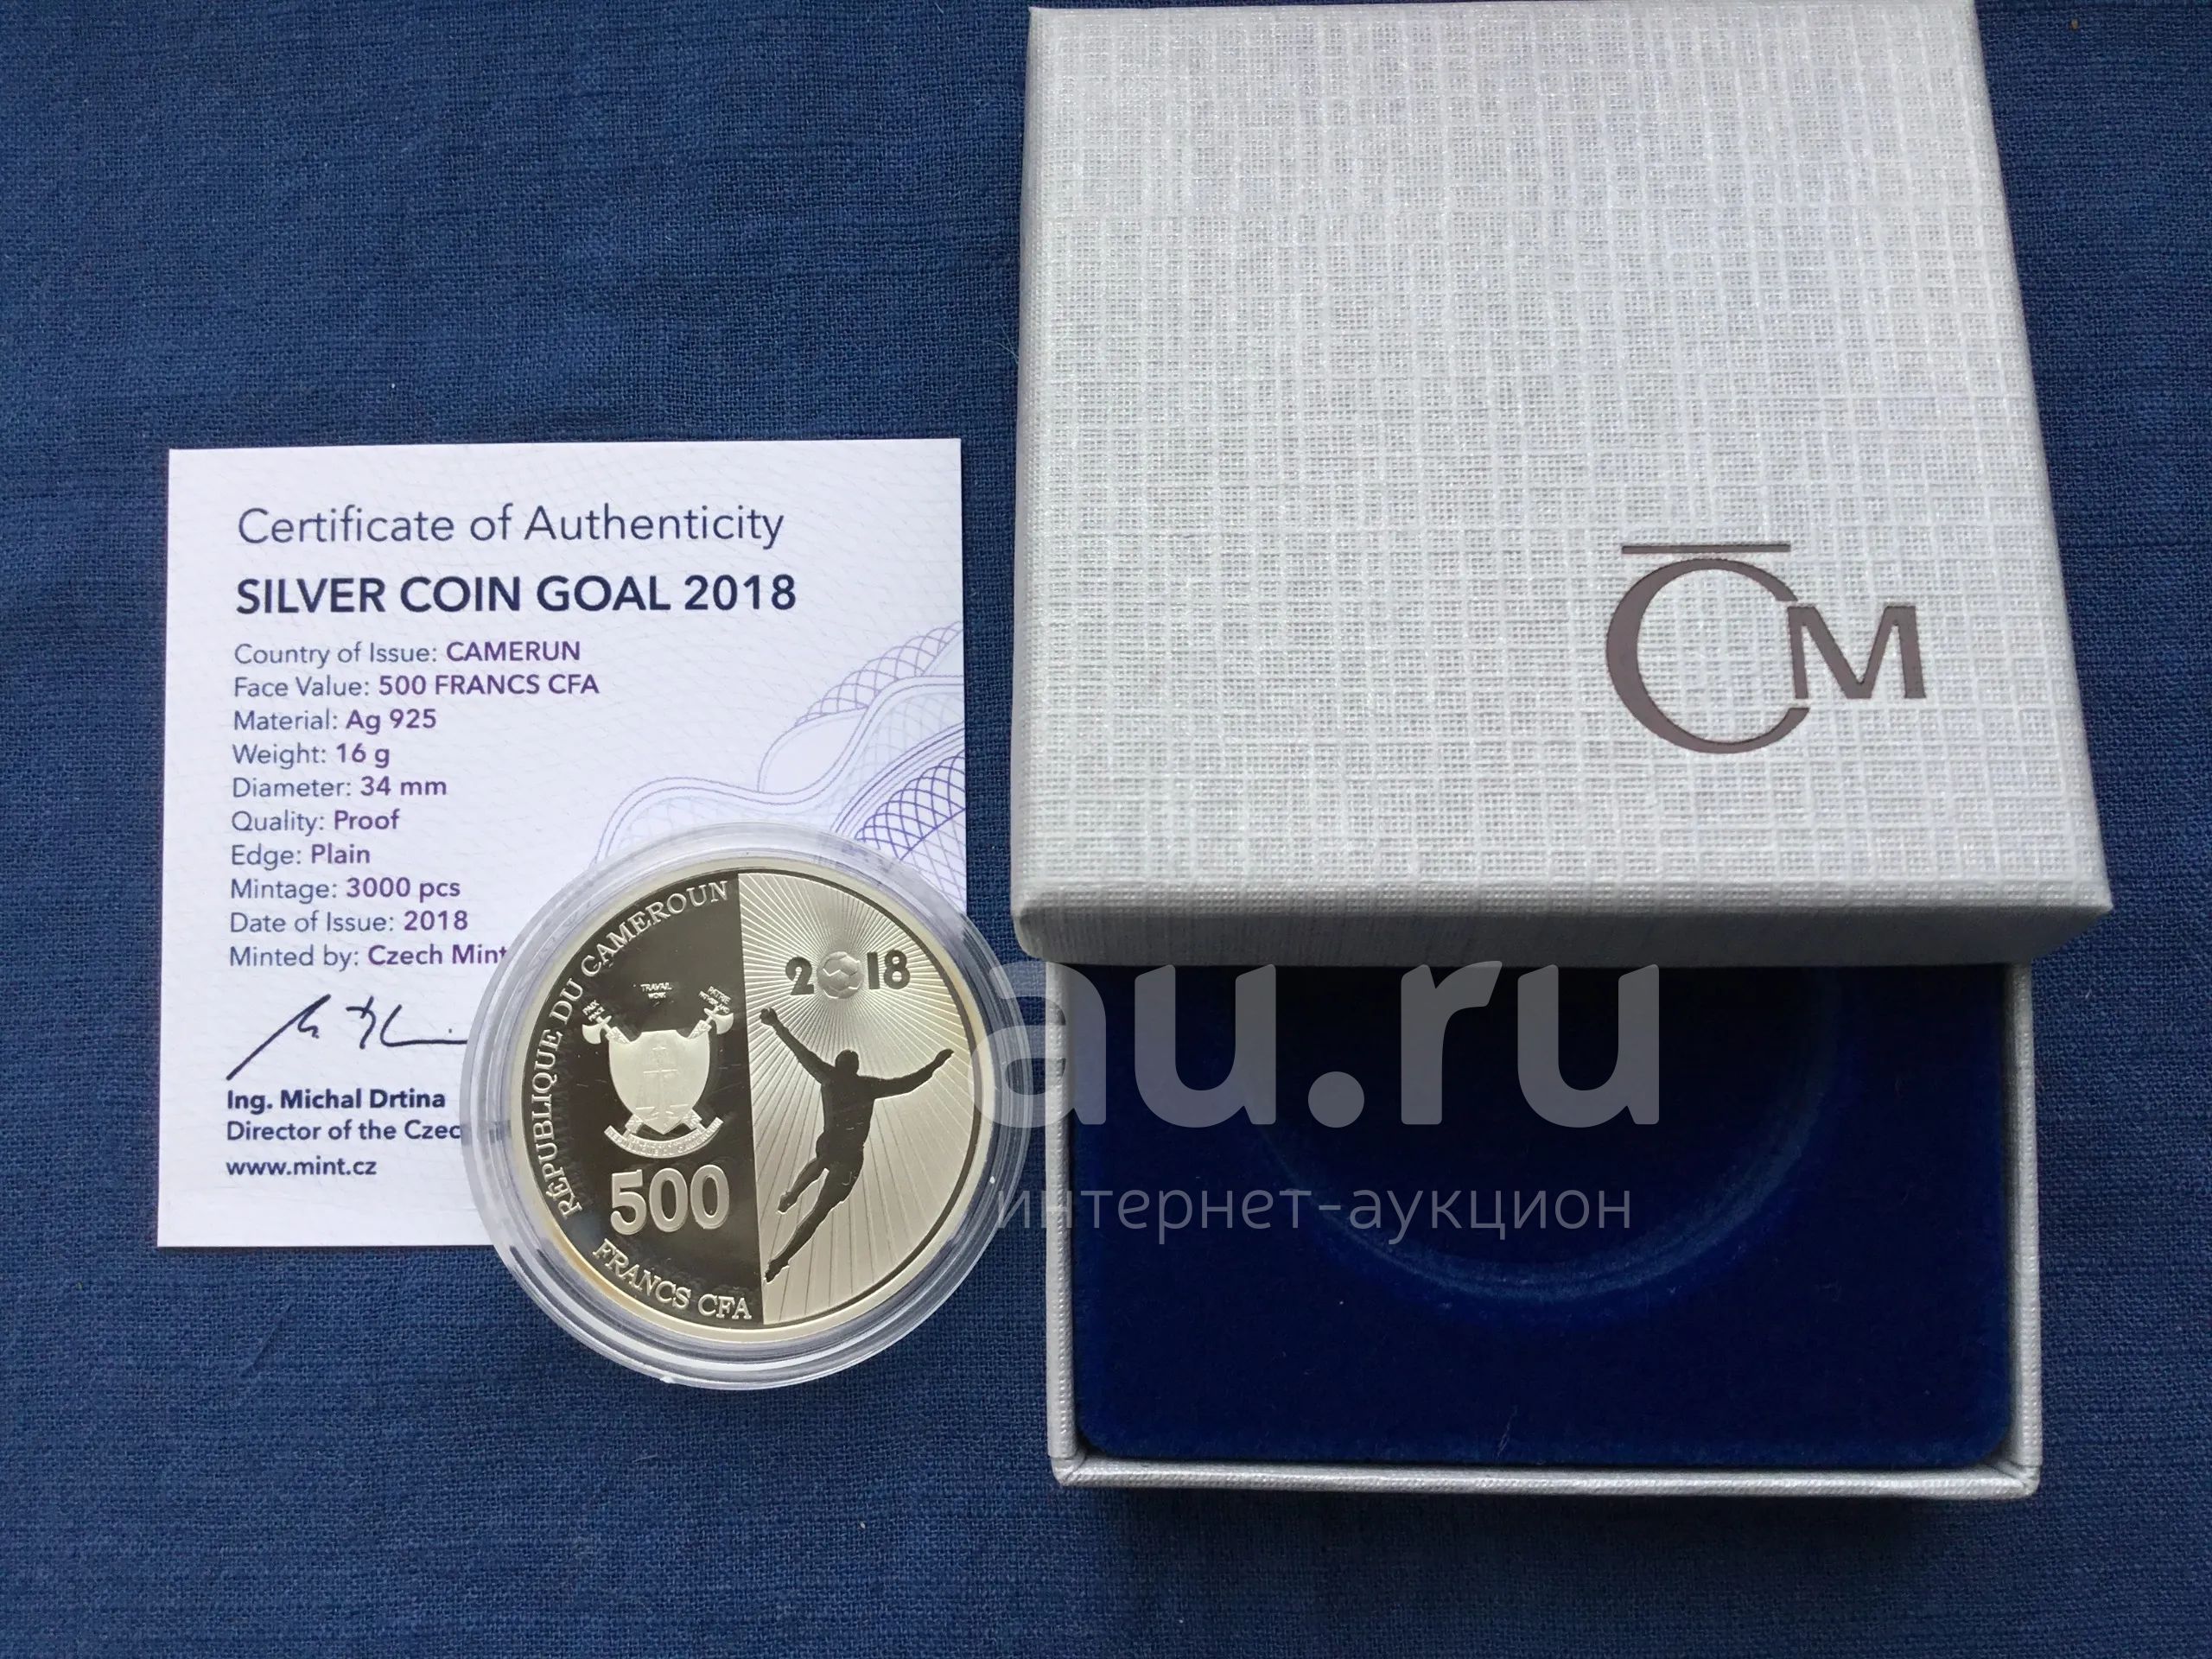 Certificate of Authenticity
SILVER COIN GOAL 2018
Country of Issue: CAMERUN
Face Value: 500 FRANCS CFA
Material: Ag 925
Weight: 16 g
Diameter: 34 mm
Quality: Proof
Edge: Plain
Mintage: 3000 pcs
Date of Issue: 2018
Minted by: Czech Mint
Ing. Michal Drtina
Director of the Czec
www.mint.cz
RÉPUBLIQUE DU CAMEROUN
TRAVAIL
WORK
500
FRANCS CFA
2018
ČM
au.ru
интернет-аукцион